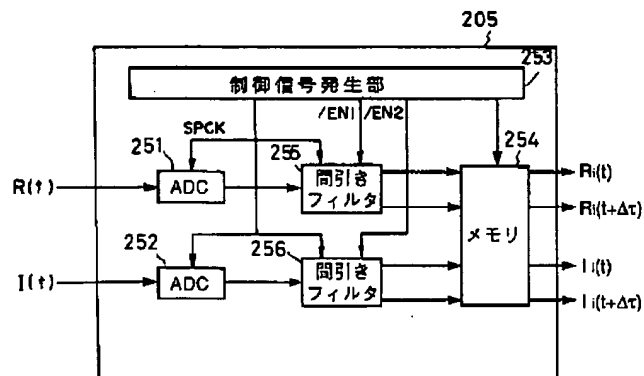 205
253
制御信号発生部
/EN1 /EN2
SPCK
251
255
254
R(t)
ADC
間引き
フィルタ
Ri(t)
Ri(t+Δτ)
メモリ
252
256
I(t)
ADC
間引き
フィルタ
Ii(t)
Ii(t+Δτ)